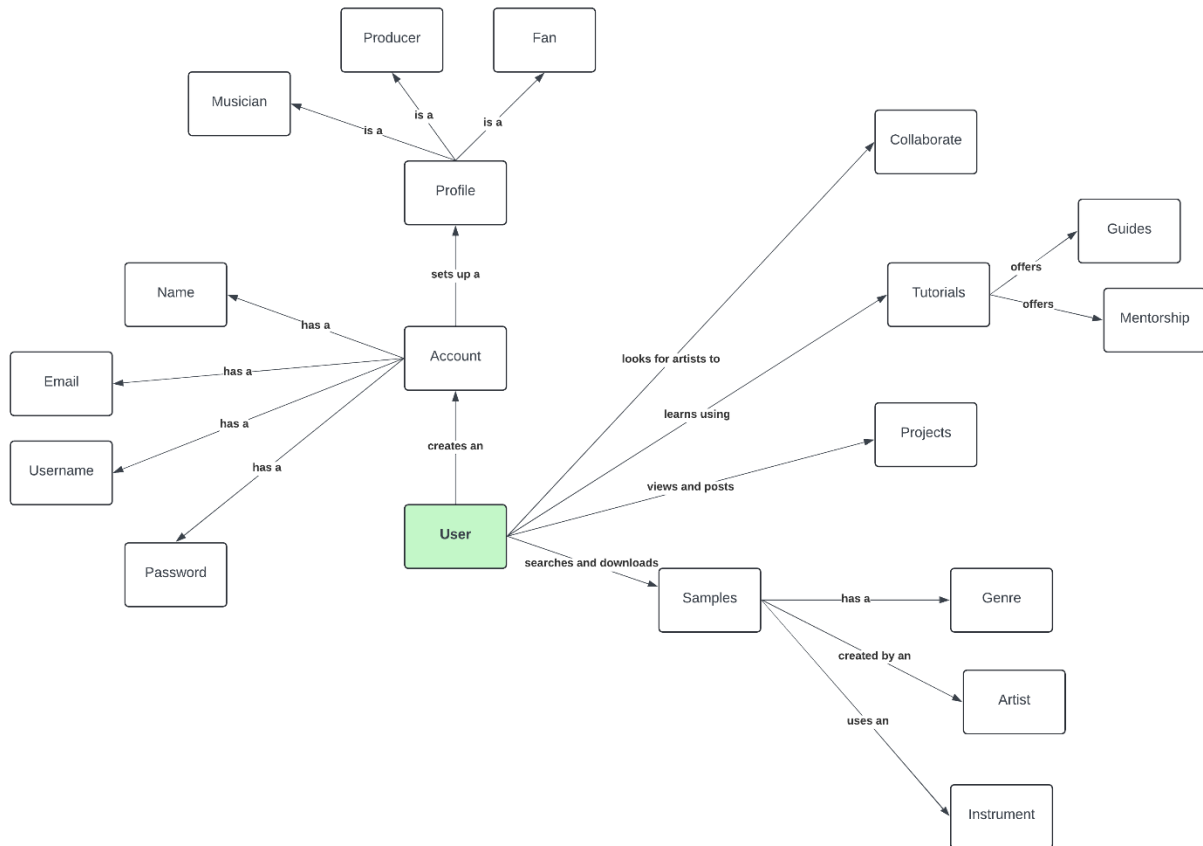 Producer
Fan
Musician
is a
is a
is a
Collaborate
Profile
Guides
offers
sets up a
Name
Tutorials
offers
Mentorship
has a
Account
looks for artists to
Email
has a
learns using
has a
Projects
creates an
Username
has a
views and posts
User
searches and downloads
Password
Samples
has a
Genre
created by an
Artist
uses an
Instrument